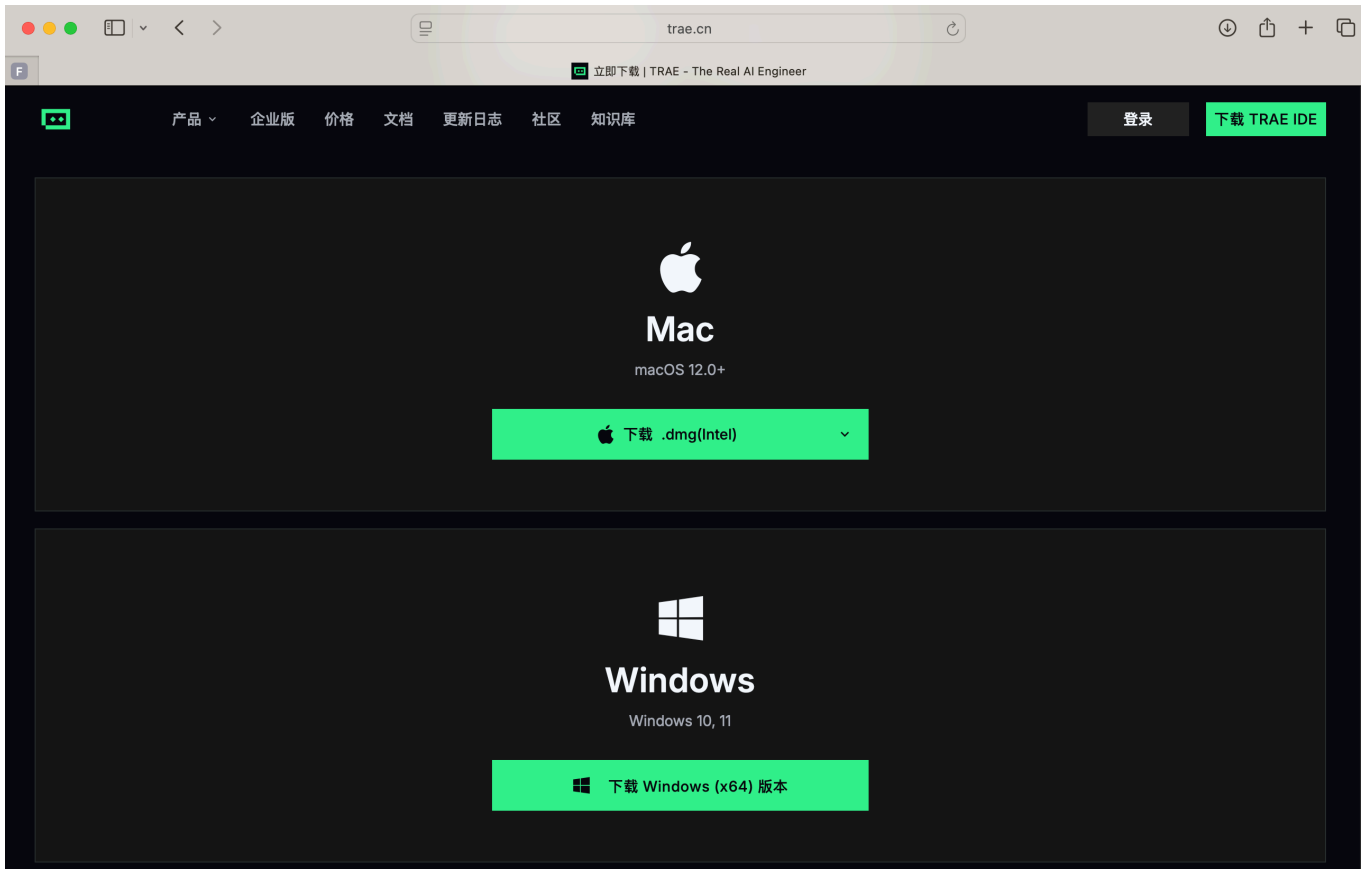 trae.cn
F
立即下载 | TRAE - The Real AI Engineer
产品 企业版 价格 文档 更新日志 社区 知识库 登录 下载 TRAE IDE
Mac
macOS 12.0+
下载 .dmg(Intel)
Windows
Windows 10, 11
下载 Windows (x64) 版本